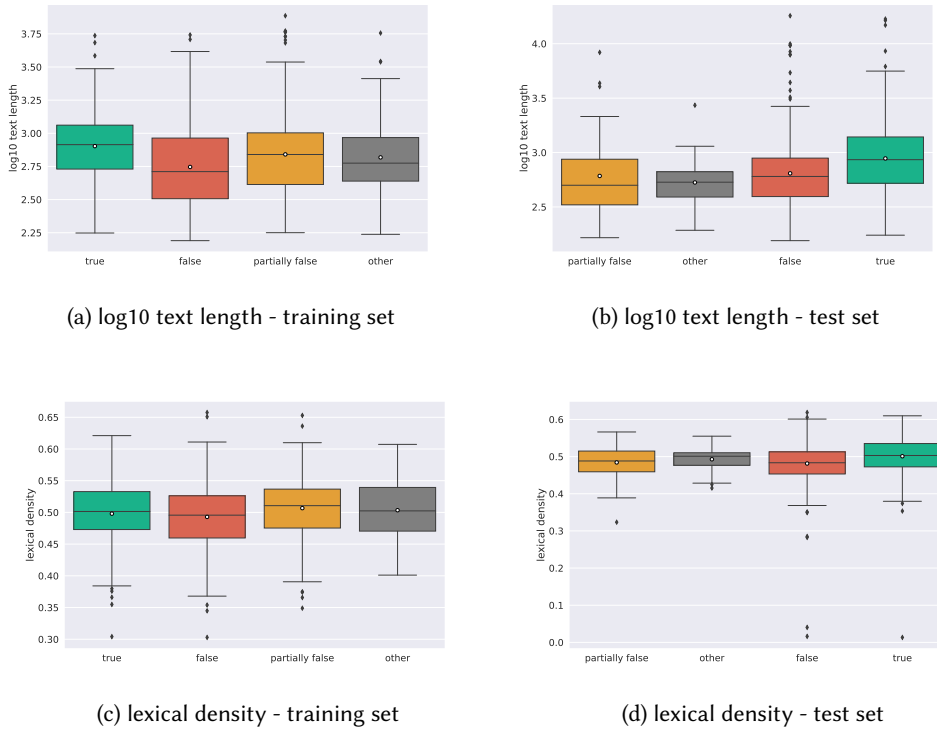 3.75
3.50
3.25
3.00
2.75
2.50
2.25
log10 text length
true false partially false other
(a) log10 text length - training set
4.0
3.5
3.0
2.5
log10 text length
partially false other false true
(b) log10 text length - test set
0.65
0.60
0.55
0.50
0.45
0.40
0.35
0.30
lexical density
true false partially false other
(c) lexical density - training set
0.6
0.5
0.4
0.3
0.2
0.1
0.0
lexical density
partially false other false true
(d) lexical density - test set